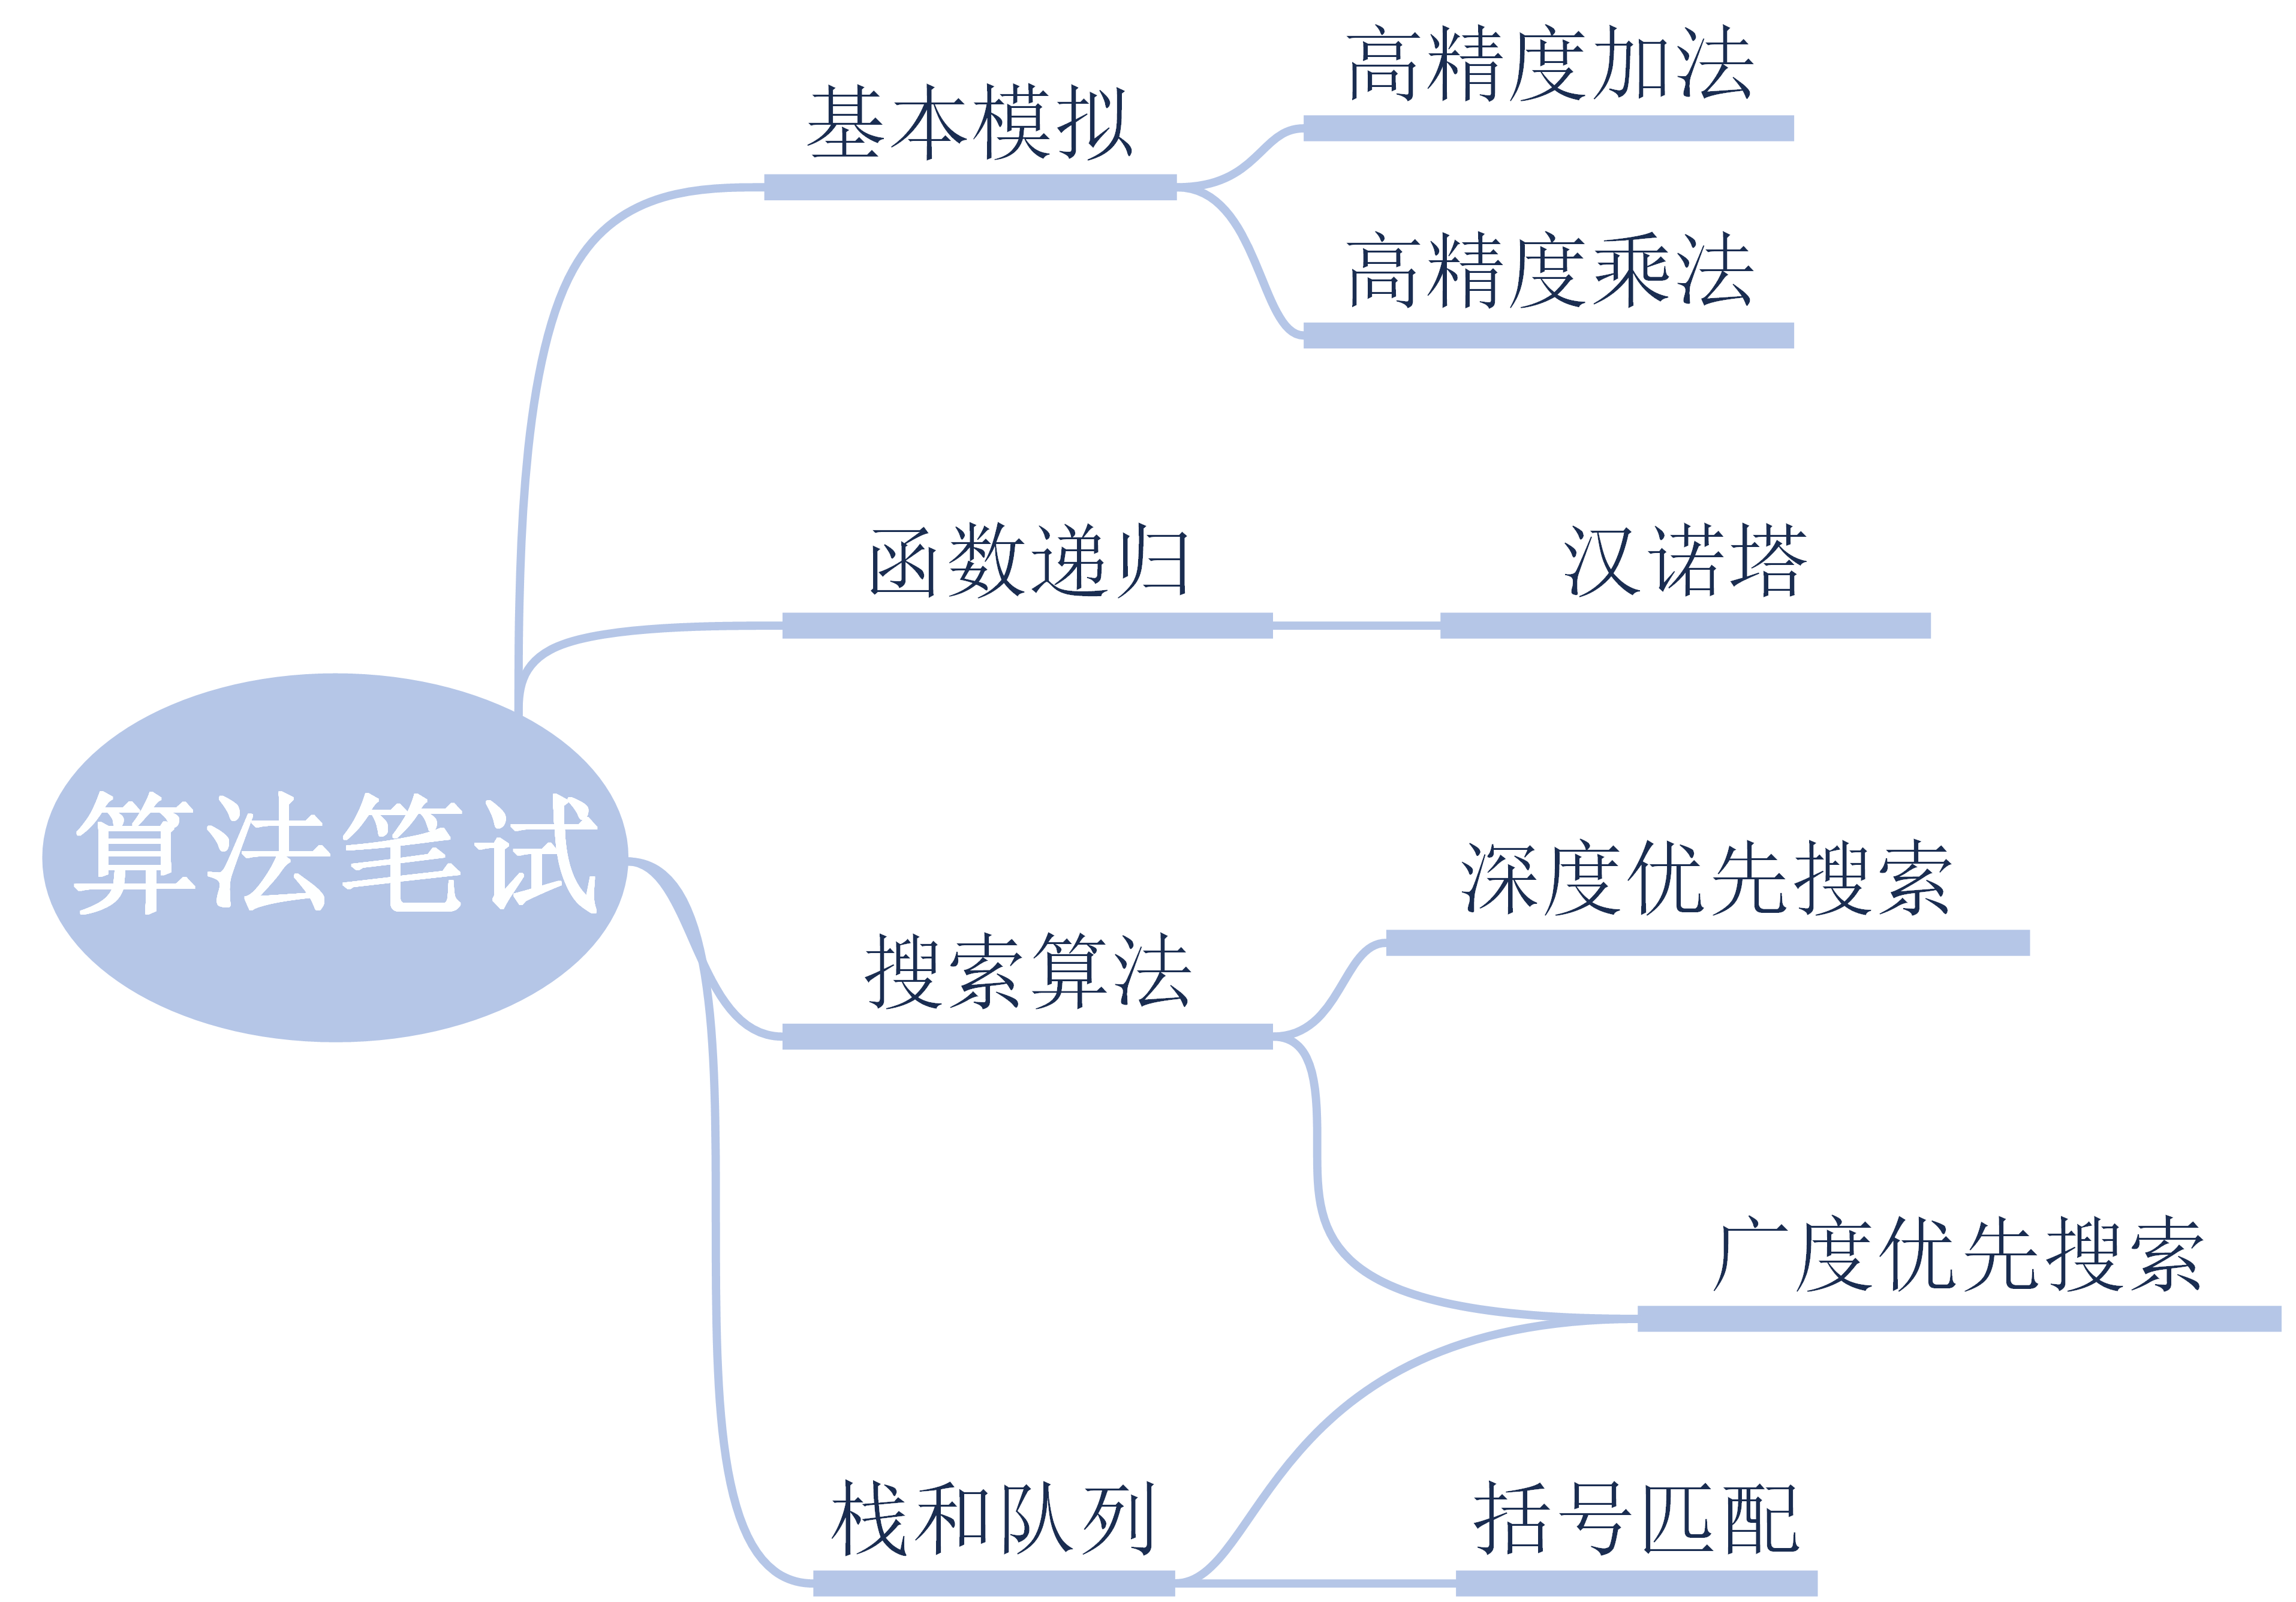 算法笔试
基本模拟
高精度加法
高精度乘法
函数递归
汉诺塔
搜索算法
深度优先搜索
广度优先搜索
栈和队列
括号匹配